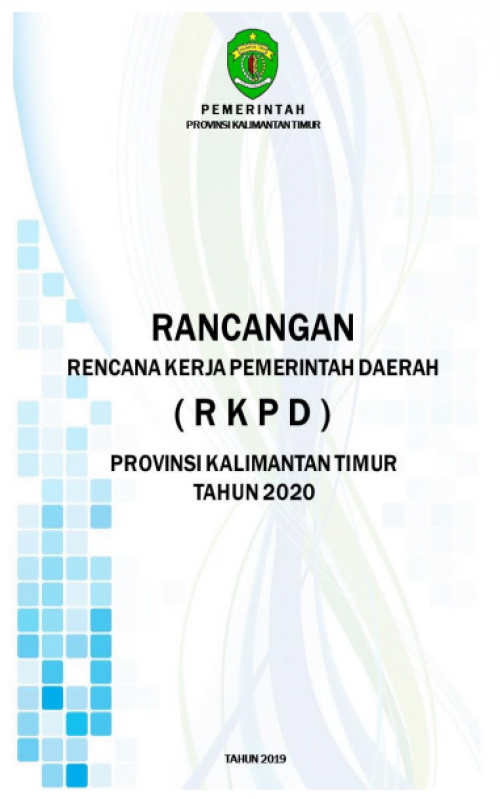 PEMERINTAH
PROVINSI KALIMANTAN TIMUR
RANCANGAN
RENCANA KERJA PEMERINTAH DAERAH
( R K P D )
PROVINSI KALIMANTAN TIMUR
TAHUN 2020
TAHUN 2019